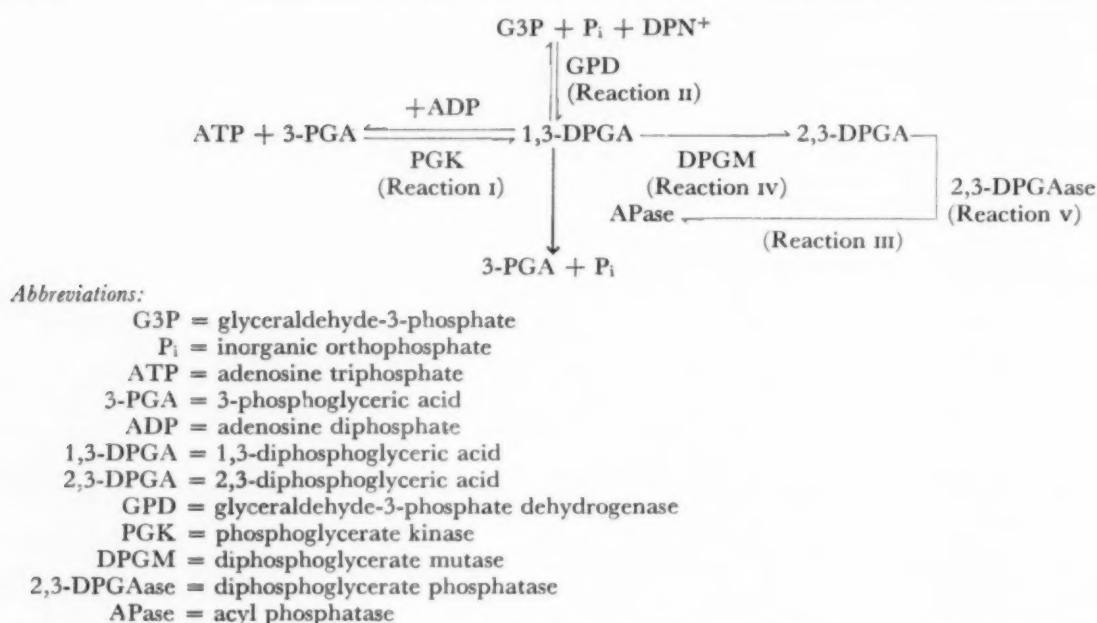 G3P + Pi + DPN+
GPD
(Reaction II)
+ADP
ATP + 3-PGA 1,3-DPGA 2,3-DPGA
PGK
(Reaction I)
DPGM
(Reaction IV)
2,3-DPGAase
(Reaction V)
APase
(Reaction III)
3-PGA + Pi
Abbreviations:
G3P = glyceraldehyde-3-phosphate
Pi = inorganic orthophosphate
ATP = adenosine triphosphate
3-PGA = 3-phosphoglyceric acid
ADP = adenosine diphosphate
1,3-DPGA = 1,3-diphosphoglyceric acid
2,3-DPGA = 2,3-diphosphoglyceric acid
GPD = glyceraldehyde-3-phosphate dehydrogenase
PGK = phosphoglycerate kinase
DPGM = diphosphoglycerate mutase
2,3-DPGAase = diphosphoglycerate phosphatase
APase = acyl phosphatase